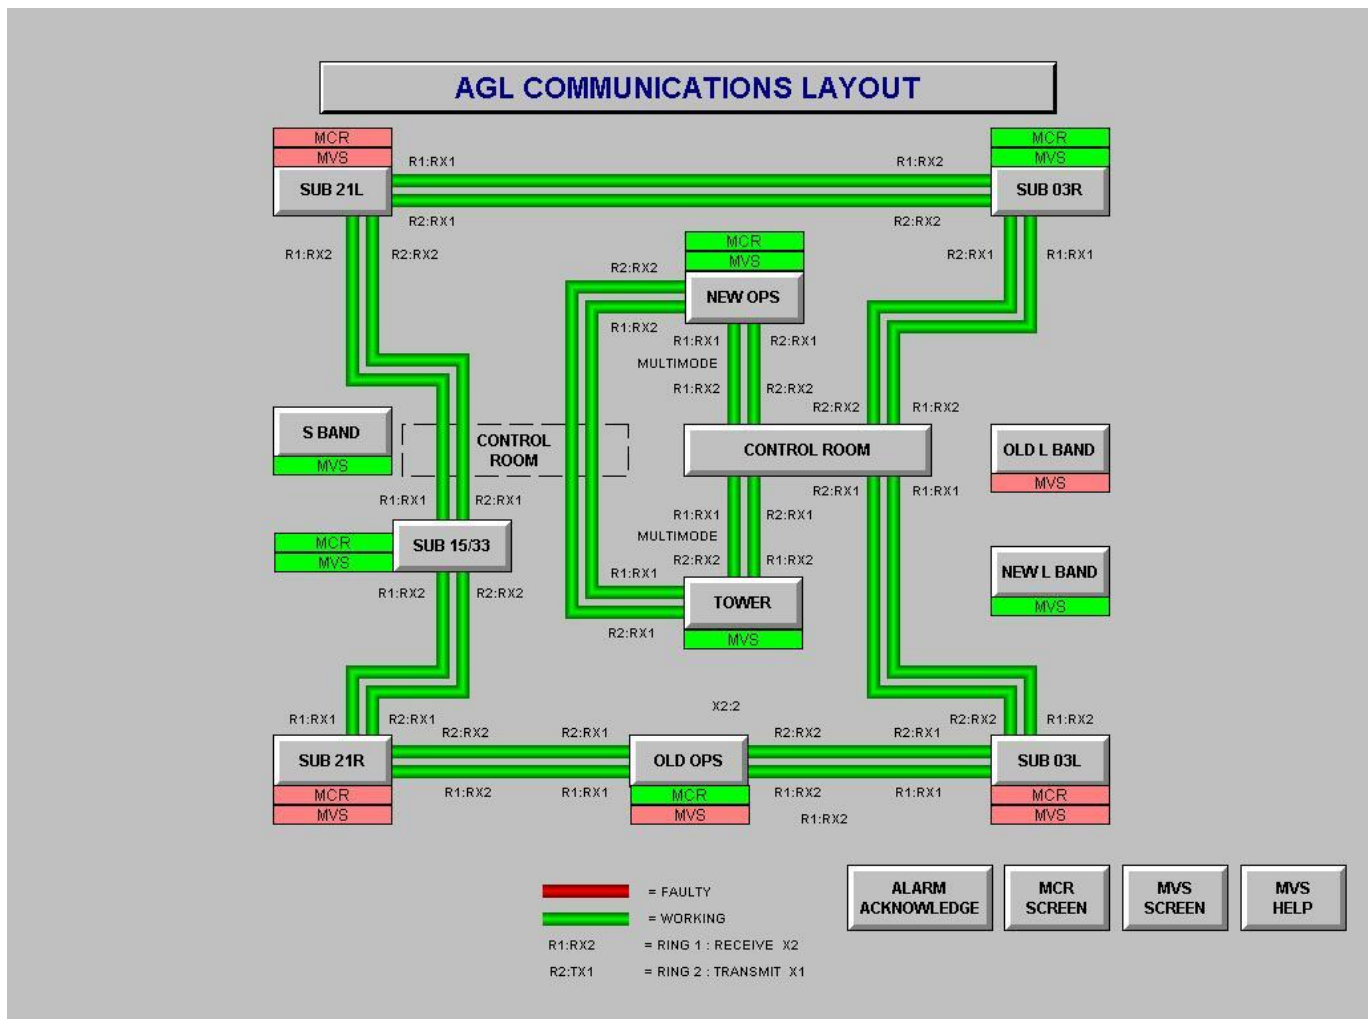 AGL COMMUNICATIONS LAYOUT
MCR
MVS
SUB 21L
R1:RX1
R1:RX2
MCR
MVS
SUB 03R
R2:RX1
R2:RX2
R1:RX2
R2:RX2
R2:RX1
R1:RX1
MCR
MVS
NEW OPS
R2:RX2
R1:RX2
R1:RX1
R2:RX1
MULTIMODE
R1:RX2
R2:RX2
R2:RX2
R1:RX2
S BAND
MVS
CONTROL
ROOM
CONTROL ROOM
OLD L BAND
MVS
R1:RX1
R2:RX1
R1:RX1
R2:RX1
R2:RX1
R1:RX1
MULTIMODE
R2:RX2
R1:RX2
MCR
MVS
SUB 15/33
R1:RX2
R2:RX2
R1:RX1
TOWER
MVS
R2:RX1
NEW L BAND
MVS
X2:2
R1:RX1
R2:RX1
R2:RX2
R2:RX1
R2:RX2
R2:RX1
R2:RX2
R1:RX2
SUB 21R
MCR
MVS
OLD OPS
MCR
MVS
SUB 03L
MCR
MVS
R1:RX2
R1:RX1
R1:RX2
R1:RX1
R1:RX2
= FAULTY
= WORKING
R1:RX2 = RING 1 : RECEIVE X2
R2:TX1 = RING 2 : TRANSMIT X1
ALARM
ACKNOWLEDGE
MCR
SCREEN
MVS
SCREEN
MVS
HELP